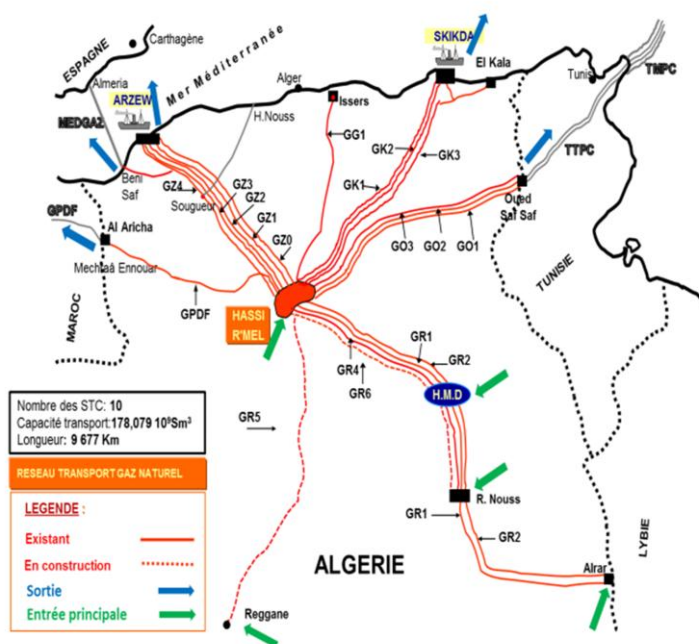 ESPAGNE
Carthagène
Almeria
Mer Méditerranée
ARZEW
MEDGAZ
Alger
H.Nouss
Issers
SKIKDA
El Kala
Tunis
TMPC
TTPC
GG1
GK2
GK3
GK1
Beni
Saf
GZ4
GZ3
GZ2
GZ1
GZ0
Sougueur
Oued
Saf Saf
GO3
GO2
GO1
GPDF
Al Aricha
Mechtaâ Ennouar
GPDF
MAROC
TUNISIE
HASSI
R'MEL
GR1
GR2
GR4
GR6
H.M.D
GR5
Nombre des STC: 10
Capacité transport:178,079 10⁹Sm³
Longueur: 9 677 Km
RESEAU TRANSPORT GAZ NATUREL
LEGENDE :
Existant
En construction
Sortie
Entrée principale
R. Nouss
GR1
GR2
ALGERIE
Alrar
LYBIE
Reggane